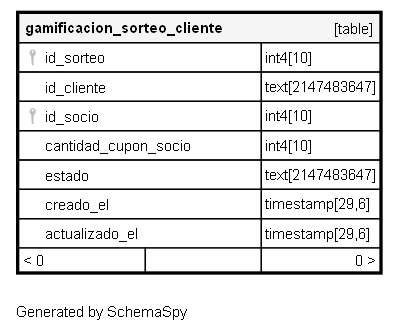 gamificacion_sorteo_cliente [table]
id_sorteo int4[10]
id_cliente text[2147483647]
id_socio int4[10]
cantidad_cupon_socio int4[10]
estado text[2147483647]
creado_el timestamp[29,6]
actualizado_el timestamp[29,6]
< 0 0 >
Generated by SchemaSpy